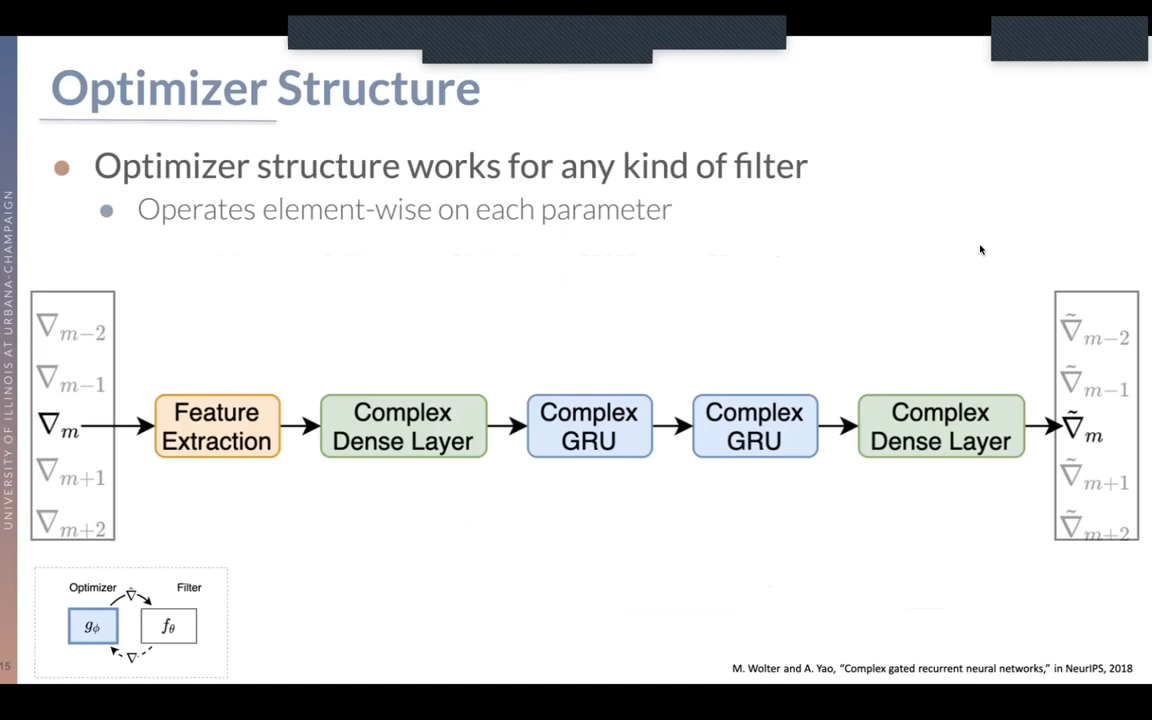 Optimizer Structure
Optimizer structure works for any kind of filter
Operates element-wise on each parameter
∇m−2
∇m−1
∇m
∇m+1
∇m+2
Feature
Extraction
Complex
Dense Layer
Complex
GRU
Complex
GRU
Complex
Dense Layer
∇̃m−2
∇̃m−1
∇̃m
∇̃m+1
∇̃m+2
Optimizer
Filter
∇̃
gϕ
fθ
∇
UNIVERSITY OF ILLINOIS AT URBANA-CHAMPAIGN
15
M. Wolter and A. Yao, “Complex gated recurrent neural networks,” in NeurIPS, 2018